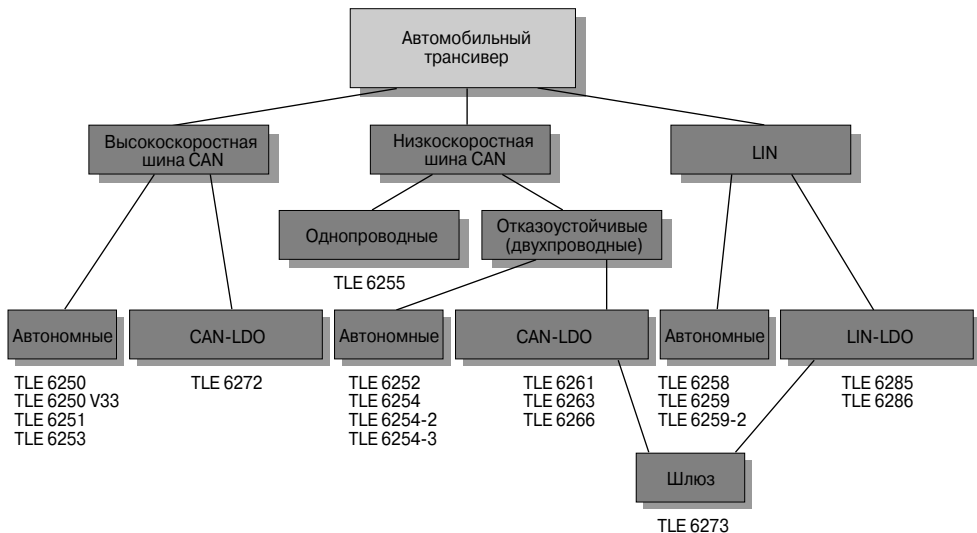 Автомобильный
трансивер
Высокоскоростная
шина CAN
Низкоскоростная
шина CAN
LIN
Однопроводные
Отказоустойчивые
(двухпроводные)
TLE 6255
Автономные
CAN-LDO
Автономные
CAN-LDO
Автономные
LIN-LDO
TLE 6250
TLE 6250 V33
TLE 6251
TLE 6253
TLE 6272
TLE 6252
TLE 6254
TLE 6254-2
TLE 6254-3
TLE 6261
TLE 6263
TLE 6266
TLE 6258
TLE 6259
TLE 6259-2
TLE 6285
TLE 6286
Шлюз
TLE 6273